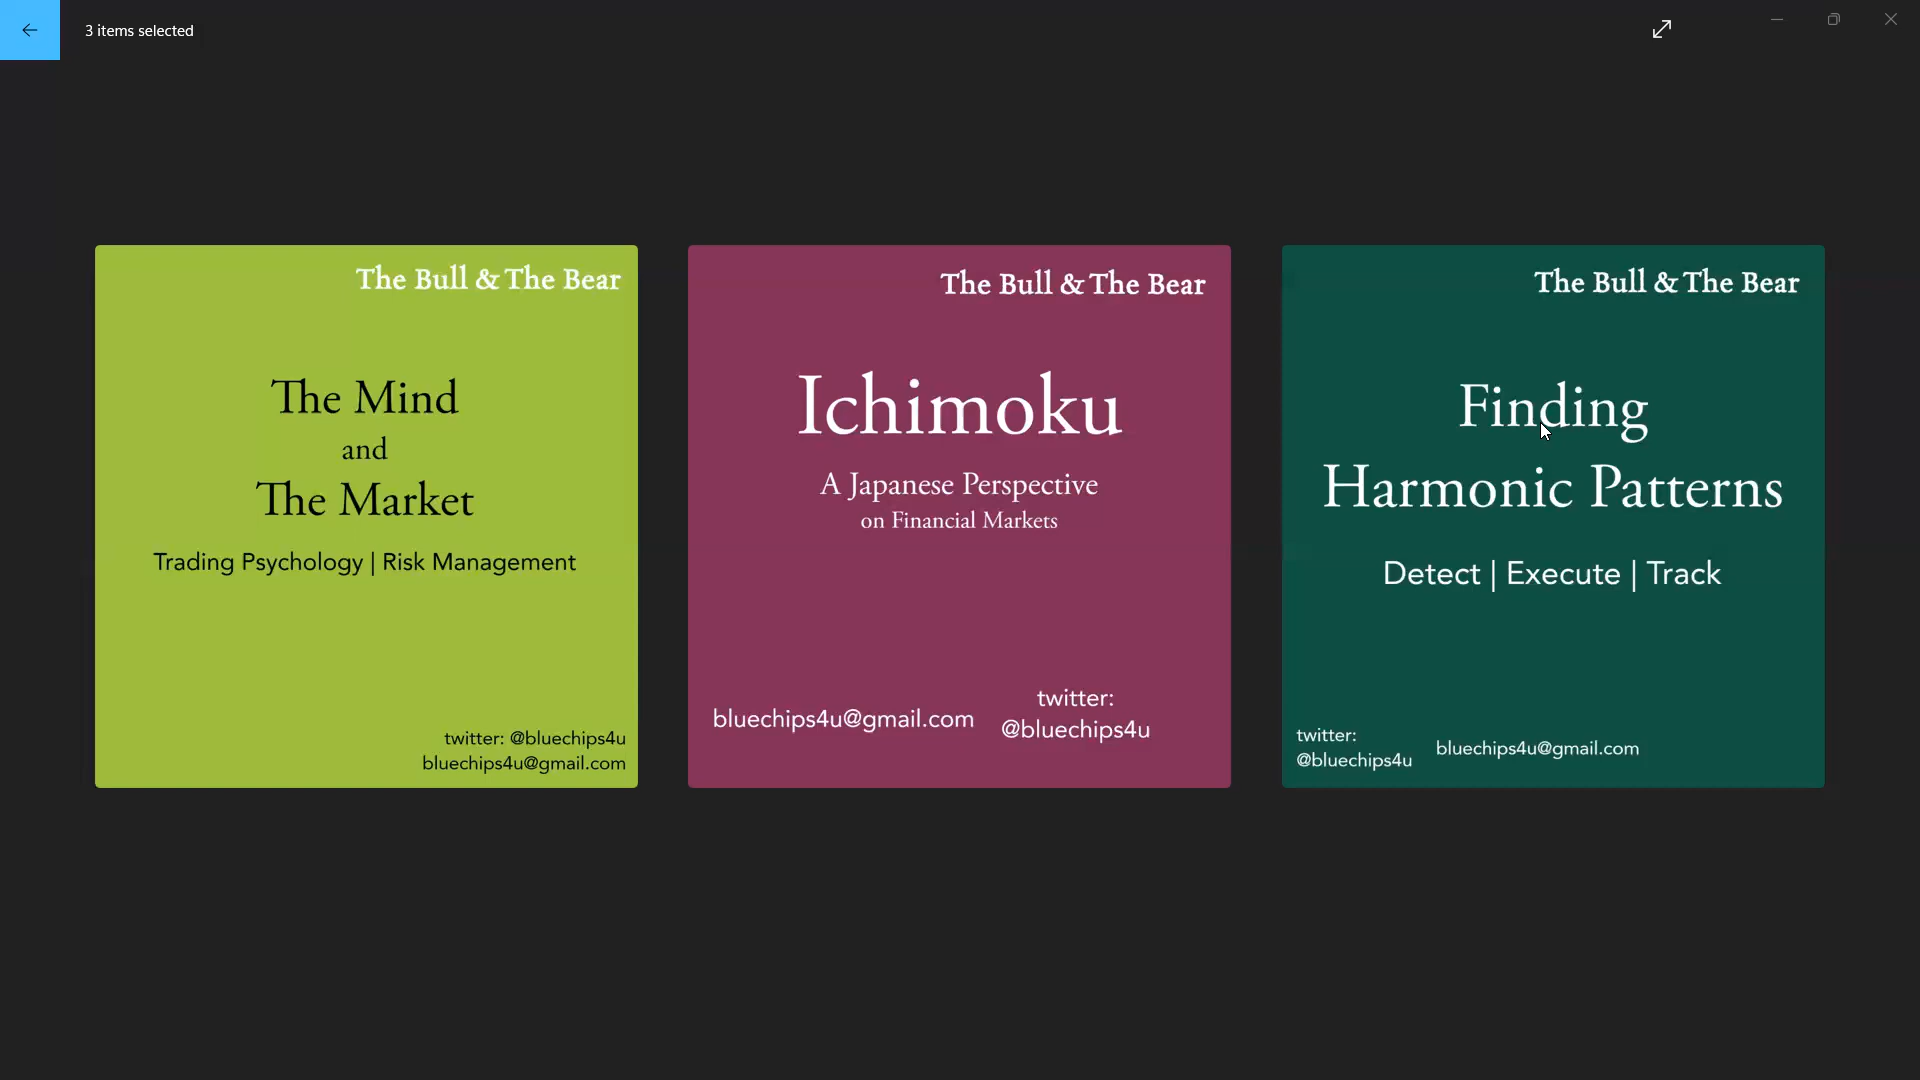 3 items selected
The Bull & The Bear
The Mind
and
The Market
Trading Psychology | Risk Management
twitter: @bluechips4u
bluechips4u@gmail.com
The Bull & The Bear
Ichimoku
A Japanese Perspective
on Financial Markets
bluechips4u@gmail.com
twitter:
@bluechips4u
The Bull & The Bear
Finding
Harmonic Patterns
Detect | Execute | Track
twitter:
@bluechips4u
bluechips4u@gmail.com